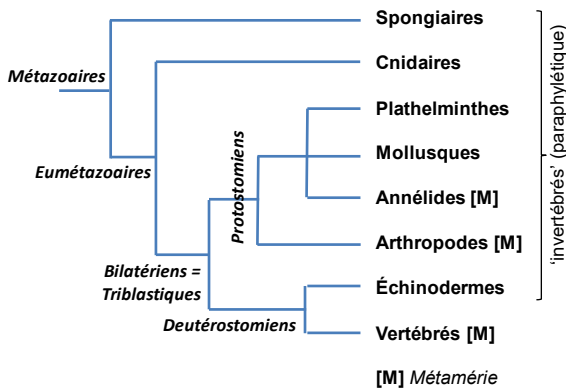 Spongiaires
Cnidaires
Métazoaires
Plathelminthes
Mollusques
Eumétazoaires
Protostomiens
Annélides [M]
Arthropodes [M]
'invertébrés' (paraphylétique)
Bilatériens =
Triblastiques
Échinodermes
Deutérostomiens
Vertébrés [M]
[M] Métamérie